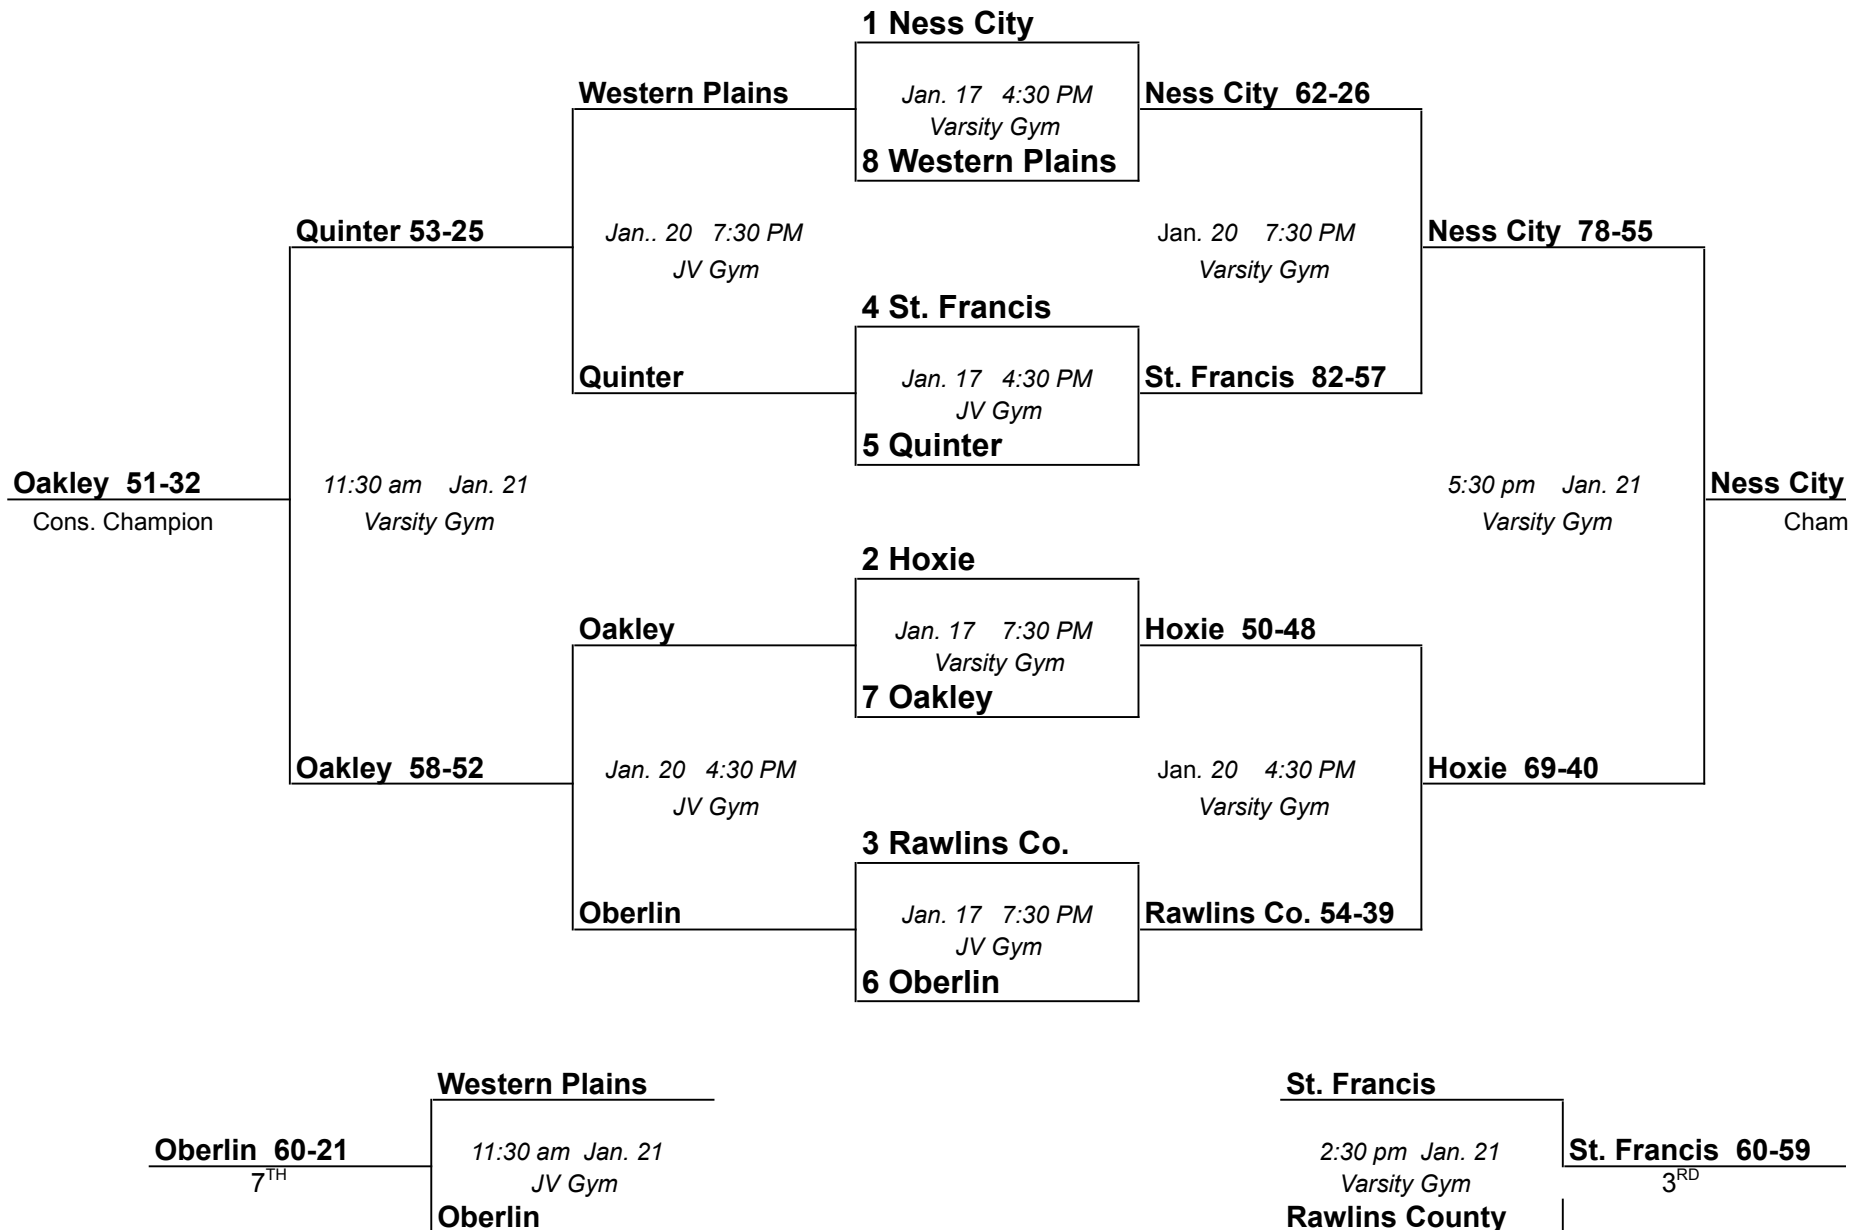 1 Ness City
Western Plains
Jan. 17 4:30 PM
Ness City 62-26
Varsity Gym
8 Western Plains
Quinter 53-25
Jan.. 20 7:30 PM
Jan. 20 7:30 PM
Ness City 78-55
JV Gym
Varsity Gym
4 St. Francis
Quinter
Jan. 17 4:30 PM
St. Francis 82-57
JV Gym
5 Quinter
Oakley 51-32
11:30 am Jan. 21
5:30 pm Jan. 21
Ness City
Cons. Champion
Varsity Gym
Varsity Gym
Cham
2 Hoxie
Oakley
Jan. 17 7:30 PM
Hoxie 50-48
Varsity Gym
7 Oakley
Oakley 58-52
Jan. 20 4:30 PM
Jan. 20 4:30 PM
Hoxie 69-40
JV Gym
Varsity Gym
3 Rawlins Co.
Oberlin
Jan. 17 7:30 PM
Rawlins Co. 54-39
JV Gym
6 Oberlin
Western Plains
St. Francis
Oberlin 60-21
11:30 am Jan. 21
2:30 pm Jan. 21
St. Francis 60-59
7TH
JV Gym
Varsity Gym
3RD
Oberlin
Rawlins County